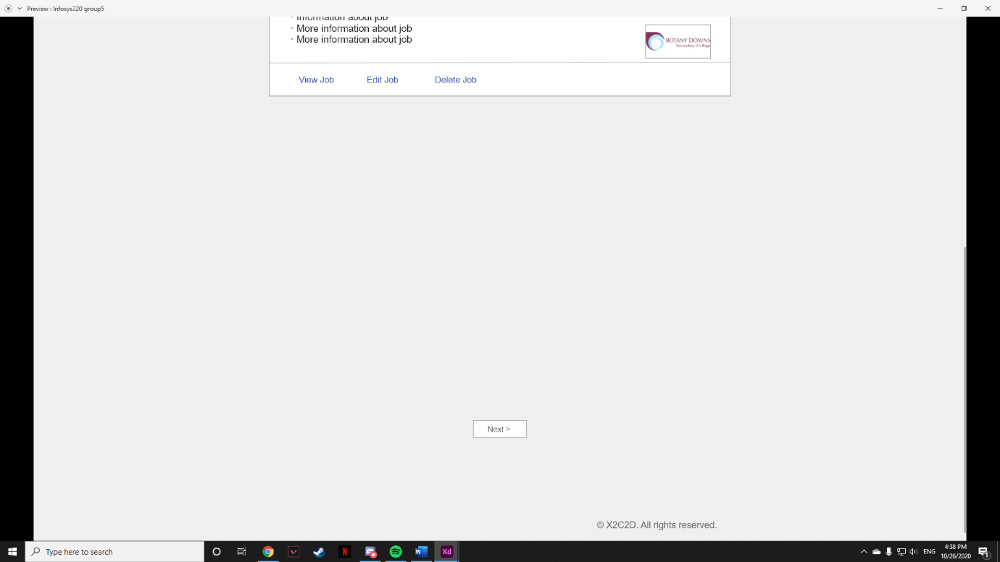 Preview : Infosys220 group5
· Information about job
· More information about job
· More information about job
BOTANY DOWNS
Secondary College
View Job Edit Job Delete Job
Next >
© X2C2D. All rights reserved.
Type here to search
N
W
Xd
ENG
4:38 PM
10/26/2020
1